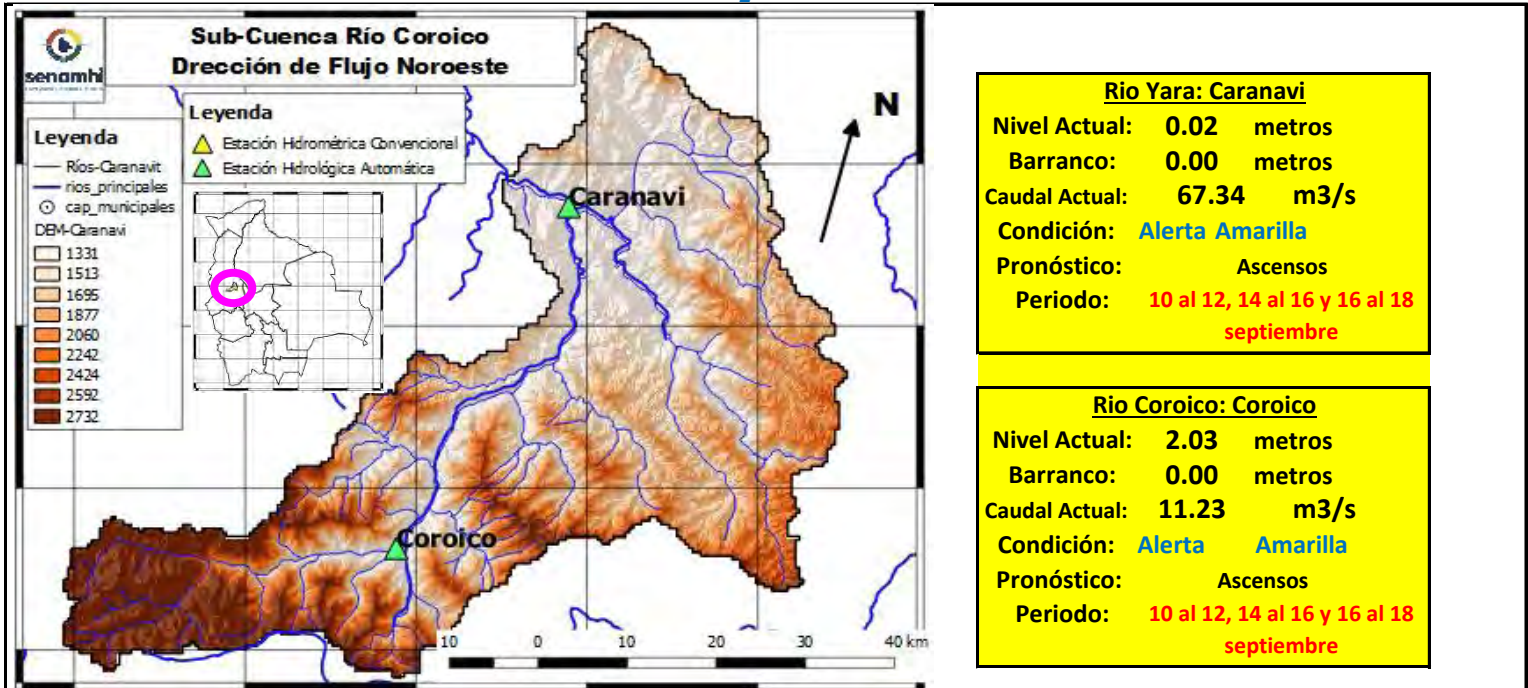 senamhi
Sub-Cuenca Río Coroico
Drección de Flujo Noroeste
Leyenda
Estación Hidrométrica Convencional
Estación Hidrológica Automática
Leyenda
Ríos-Caranavit
rios_principales
cap_municipales
DEM-Caranavi
1331
1513
1695
1877
2060
2242
2424
2592
2732
N
Caranavi
Coroico
10 0 10 20 30 40 km
Rio Yara: Caranavi
Nivel Actual: 0.02 metros
Barranco: 0.00 metros
Caudal Actual: 67.34 m3/s
Condición: Alerta Amarilla
Pronóstico: Ascensos
Periodo: 10 al 12, 14 al 16 y 16 al 18
septiembre
Rio Coroico: Coroico
Nivel Actual: 2.03 metros
Barranco: 0.00 metros
Caudal Actual: 11.23 m3/s
Condición: Alerta Amarilla
Pronóstico: Ascensos
Periodo: 10 al 12, 14 al 16 y 16 al 18
septiembre